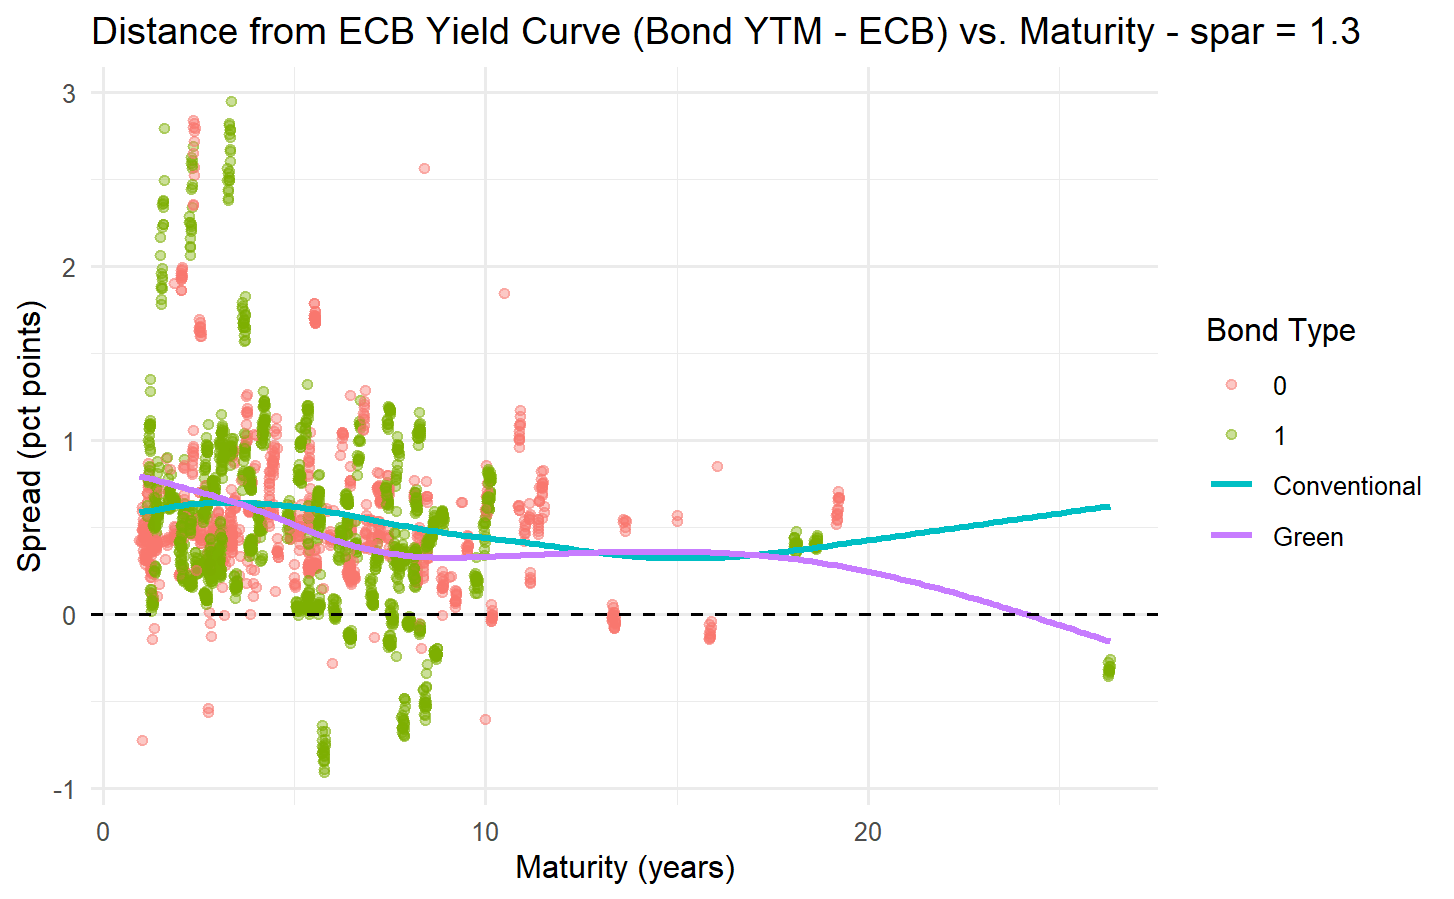 Distance from ECB Yield Curve (Bond YTM - ECB) vs. Maturity - spar = 1.3
3
2
1
0
-1
Spread (pct points)
0
10
20
Maturity (years)
Bond Type
0
1
Conventional
Green